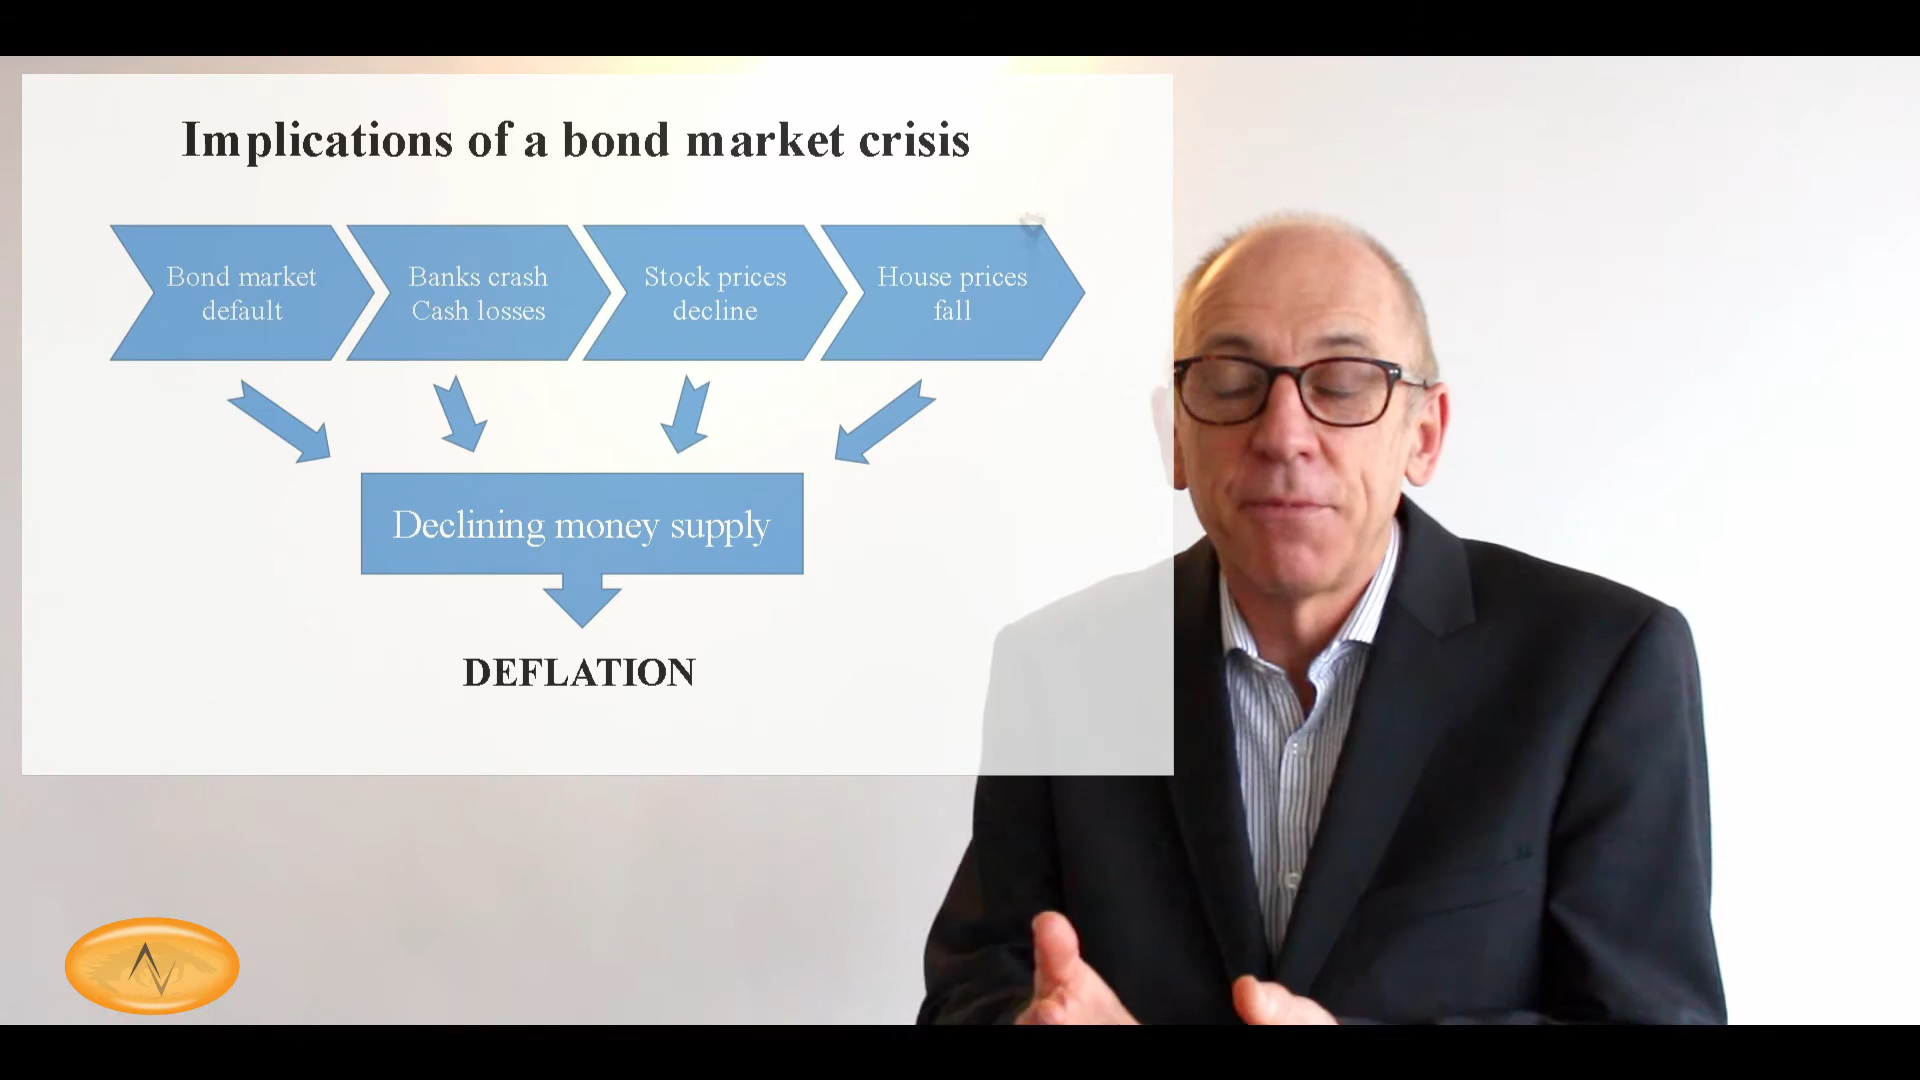 Implications of a bond market crisis
Bond market
default
Banks crash
Cash losses
Stock prices
decline
House prices
fall
Declining money supply
DEFLATION